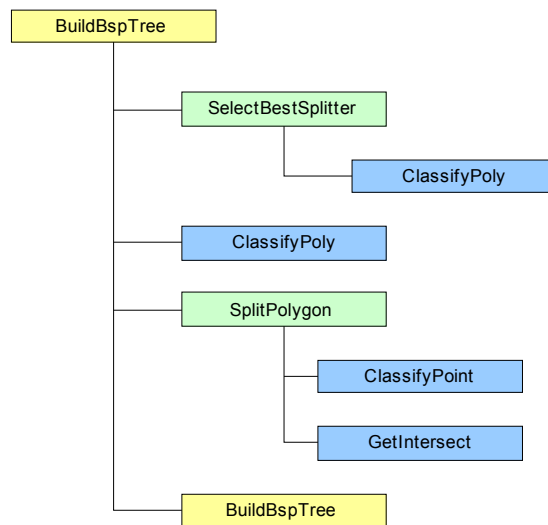 BuildBspTree
SelectBestSplitter
ClassifyPoly
ClassifyPoly
SplitPolygon
ClassifyPoint
GetIntersect
BuildBspTree